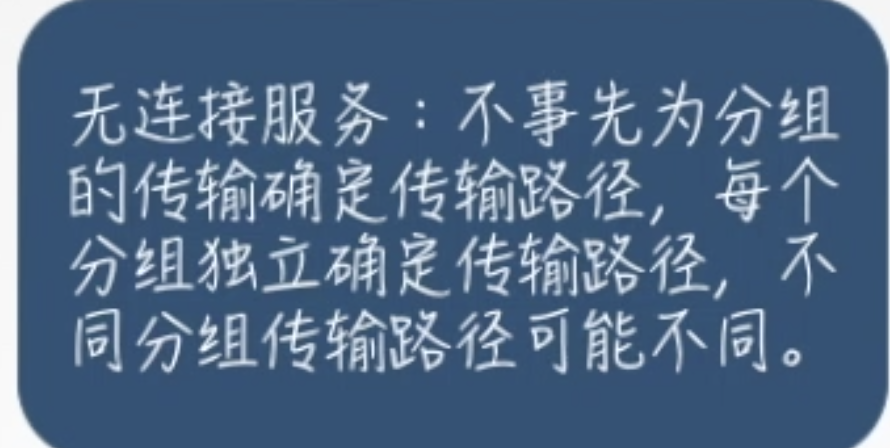 无连接服务：不事先为分组
的传输确定传输路径，每个
分组独立确定传输路径，不
同分组传输路径可能不同。